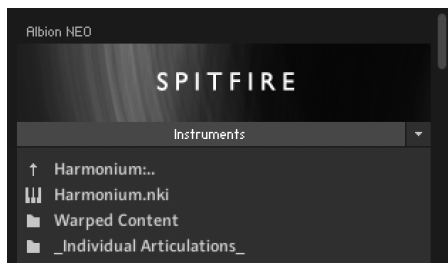 Albion NEO
SPITFIRE
Instruments
Harmonium:..
Harmonium.nki
Warped Content
_Individual Articulations_